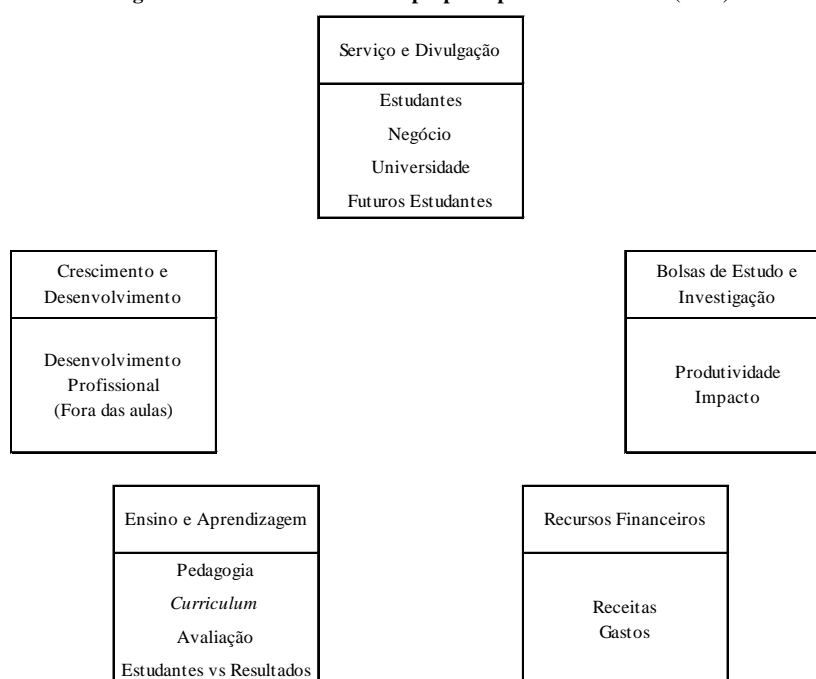 Serviço e Divulgação
Estudantes
Negócio
Universidade
Futuros Estudantes
Crescimento e
Desenvolvimento
Desenvolvimento
Profissional
(Fora das aulas)
Bolsas de Estudo e
Investigação
Produtividade
Impacto
Ensino e Aprendizagem
Pedagogia
Curriculum
Avaliação
Estudantes vs Resultados
Recursos Financeiros
Receitas
Gastos